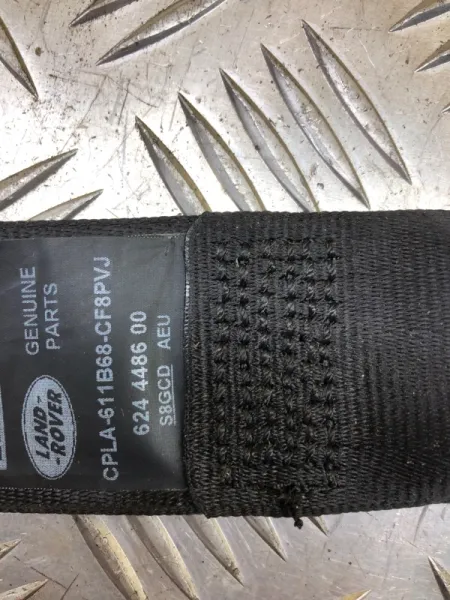 GENUINE
PARTS
LAND-
-ROVER
CPLA-611B68-CF8PVJ
624 4486 00
S8GCD AEU